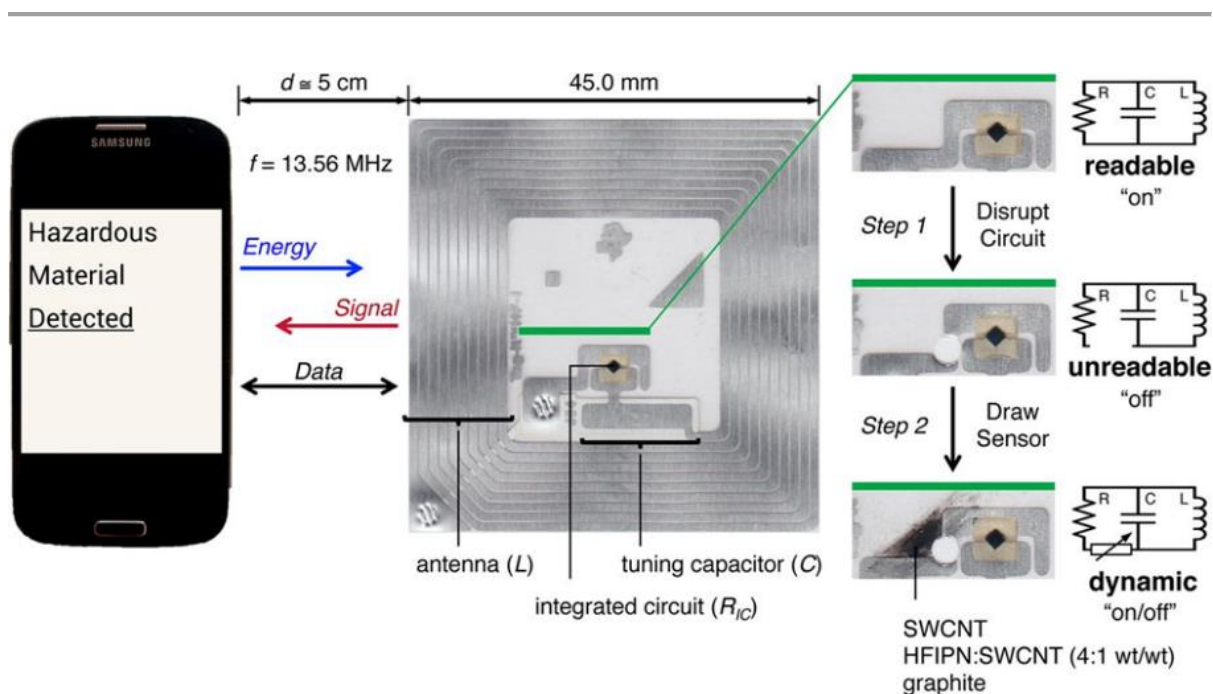 d ≅ 5 cm
45.0 mm
SAMSUNG
f = 13.56 MHz
Hazardous
Material
Detected
Energy
Signal
Data
antenna (L)
tuning capacitor (C)
integrated circuit (R_IC)
R C L
readable
“on”
Step 1
Disrupt
Circuit
R C L
unreadable
“off”
Step 2
Draw
Sensor
R C L
dynamic
“on/off”
SWCNT
HFIPN:SWCNT (4:1 wt/wt)
graphite